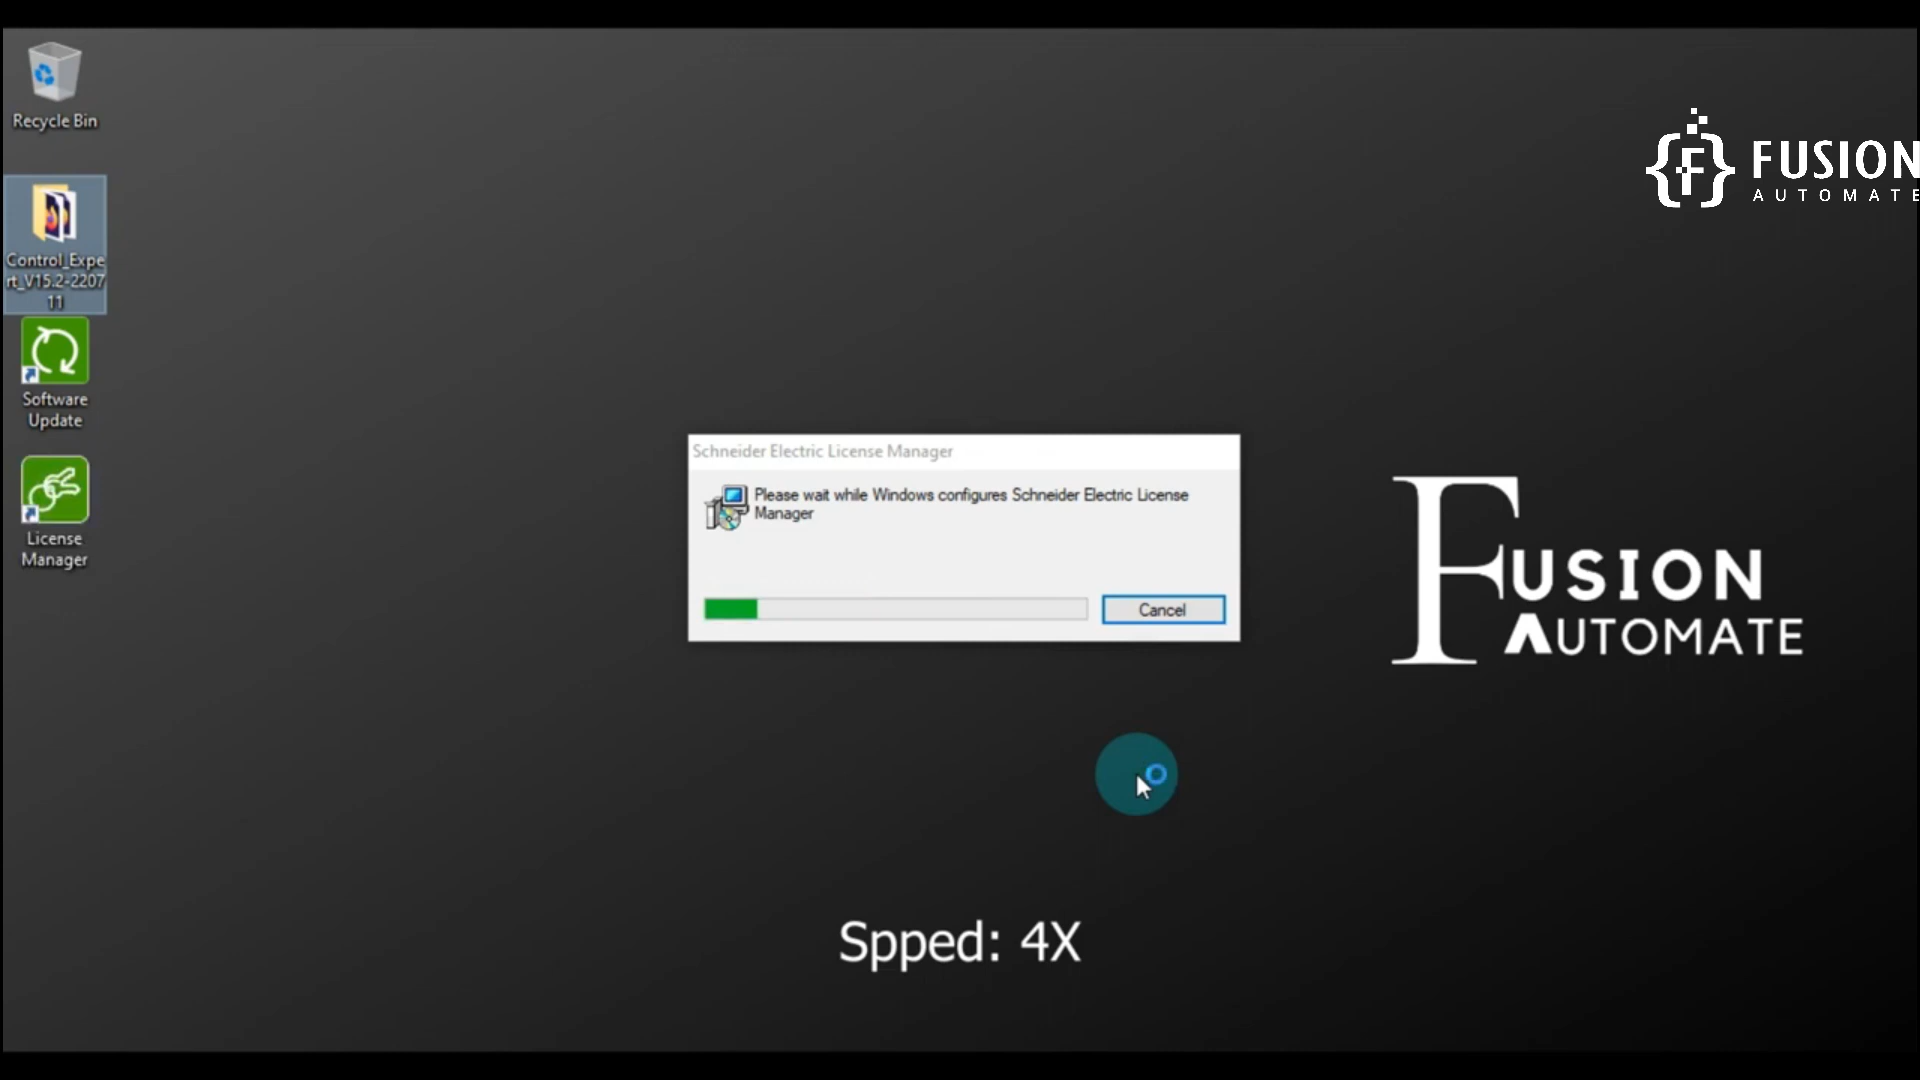 Recycle Bin
Control_Expe
rt_V15.2-2207
11
Software
Update
License
Manager
Schneider Electric License Manager
Please wait while Windows configures Schneider Electric License
Manager
Cancel
FUSION
AUTOMATE
FUSION
AUTOMATE
Spped: 4X